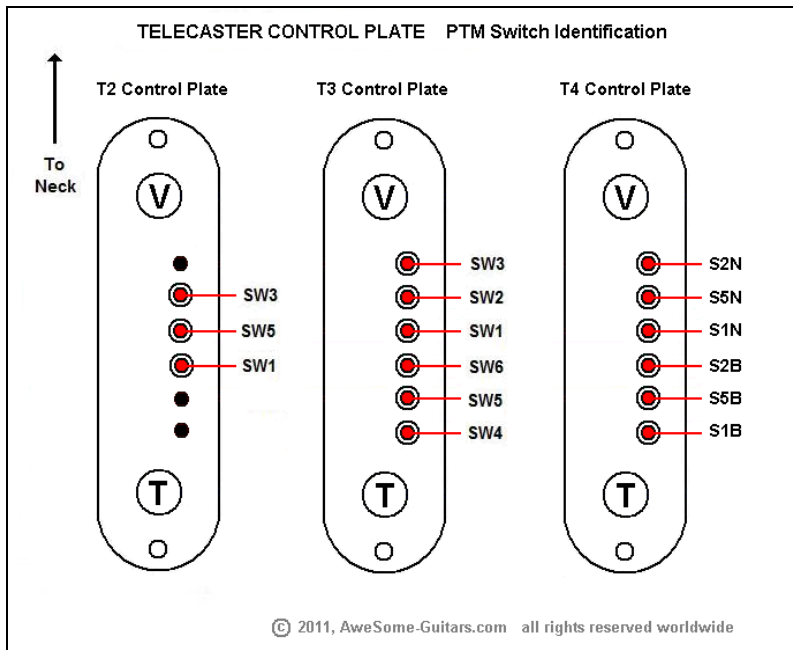 TELECASTER CONTROL PLATE PTM Switch Identification
To
Neck
T2 Control Plate
V
SW3
SW5
SW1
T
T3 Control Plate
V
SW3
SW2
SW1
SW6
SW5
SW4
T
T4 Control Plate
V
S2N
S5N
S1N
S2B
S5B
S1B
T
© 2011, AweSome-Guitars.com all rights reserved worldwide